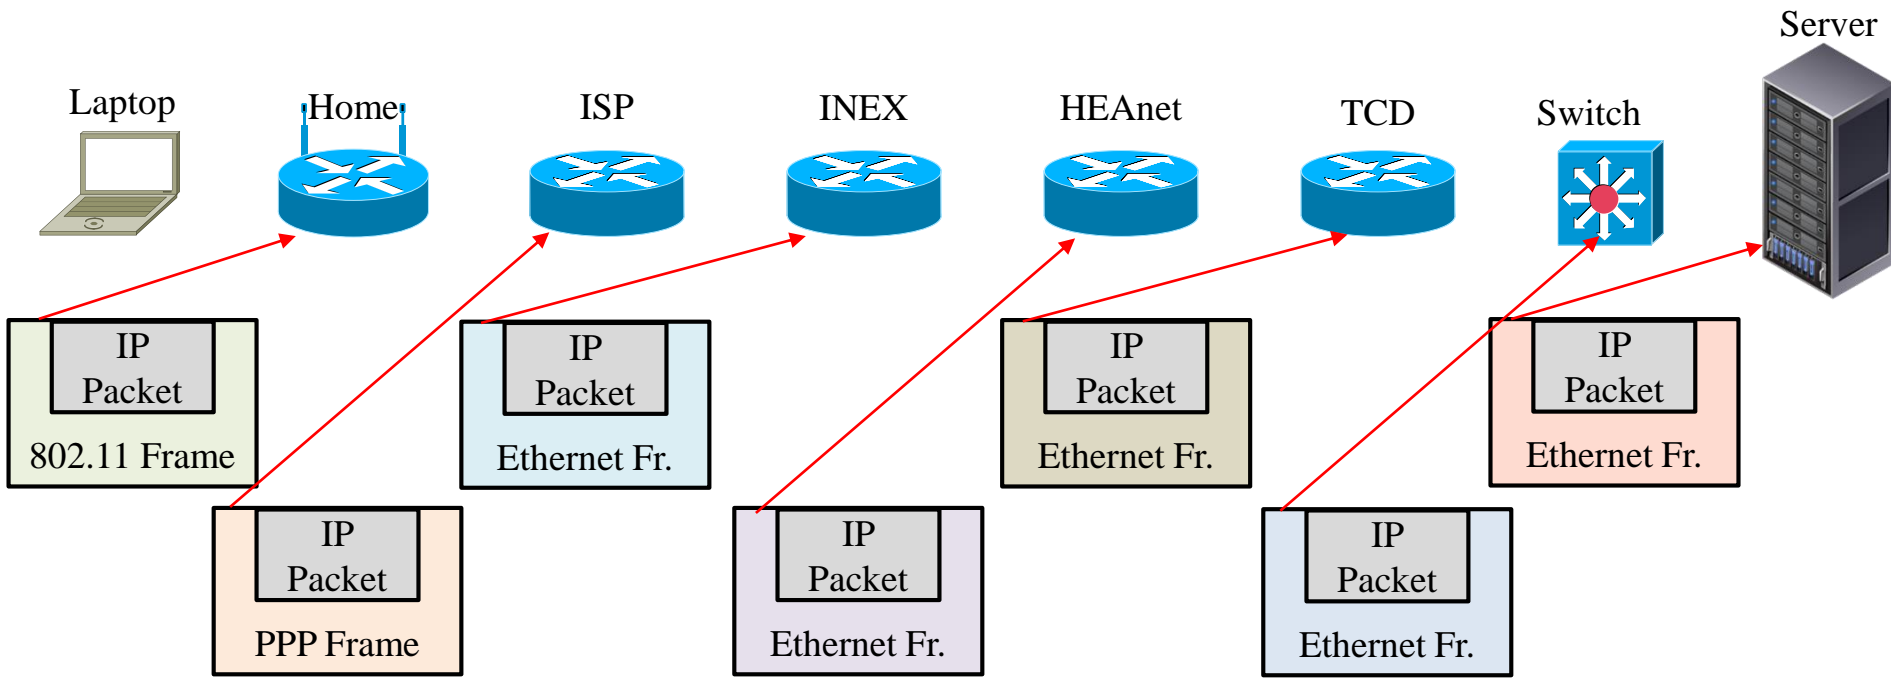 Server
Laptop
Home
ISP
INEX
HEAnet
TCD
Switch
IP
Packet
802.11 Frame
IP
Packet
PPP Frame
IP
Packet
Ethernet Fr.
IP
Packet
Ethernet Fr.
IP
Packet
Ethernet Fr.
IP
Packet
Ethernet Fr.
IP
Packet
Ethernet Fr.